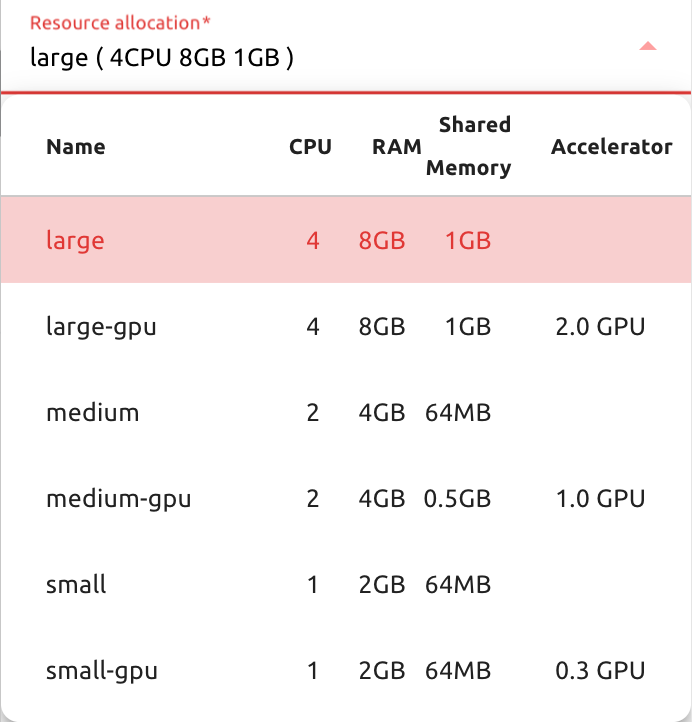 Resource allocation*
large ( 4CPU 8GB 1GB )
Name CPU RAM Shared Memory Accelerator
large 4 8GB 1GB
large-gpu 4 8GB 1GB 2.0 GPU
medium 2 4GB 64MB
medium-gpu 2 4GB 0.5GB 1.0 GPU
small 1 2GB 64MB
small-gpu 1 2GB 64MB 0.3 GPU